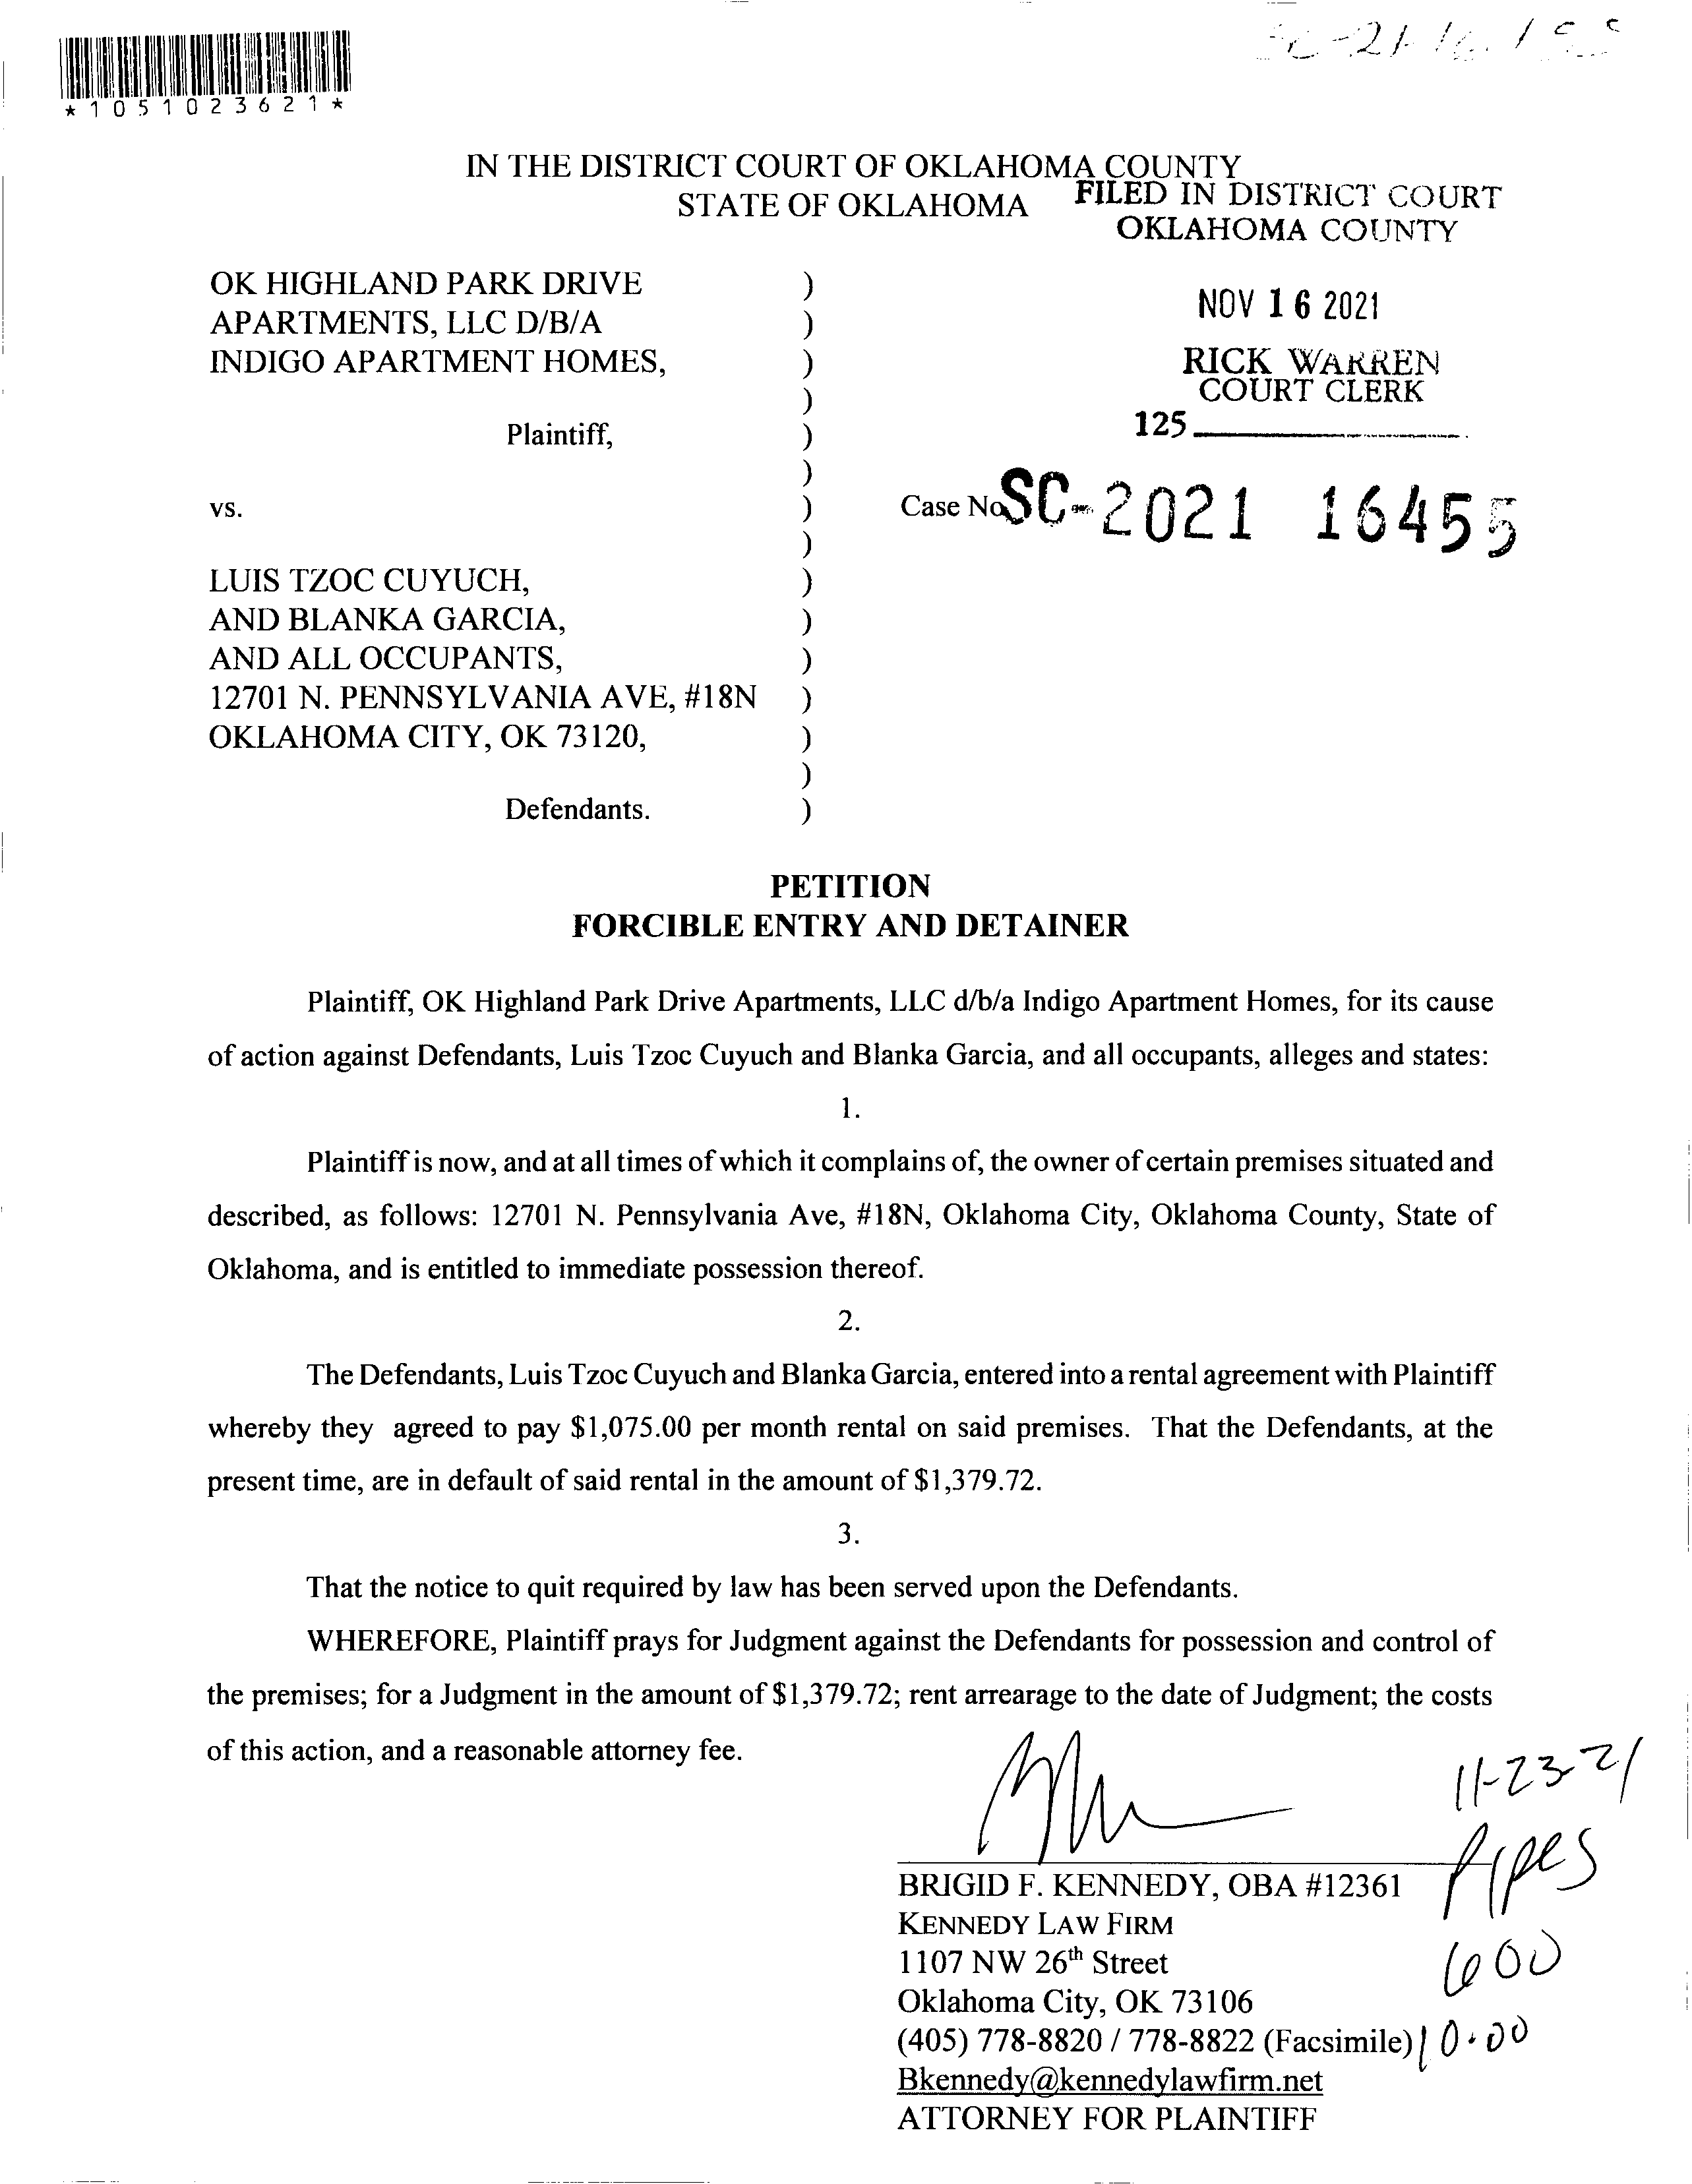 *1051023621*
IN THE DISTRICT COURT OF OKLAHOMA COUNTY
STATE OF OKLAHOMA
FILED IN DISTRICT COURT
OKLAHOMA COUNTY
NOV 16 2021
RICK WARREN
COURT CLERK
125
OK HIGHLAND PARK DRIVE )
APARTMENTS, LLC D/B/A )
INDIGO APARTMENT HOMES, )
)
Plaintiff, )
)
vs. ) Case No SC-2021 16455
)
LUIS TZOC CUYUCH, )
AND BLANKA GARCIA, )
AND ALL OCCUPANTS, )
12701 N. PENNSYLVANIA AVE, #18N )
OKLAHOMA CITY, OK 73120, )
)
Defendants. )
PETITION
FORCIBLE ENTRY AND DETAINER
Plaintiff, OK Highland Park Drive Apartments, LLC d/b/a Indigo Apartment Homes, for its cause
of action against Defendants, Luis Tzoc Cuyuch and Blanka Garcia, and all occupants, alleges and states:
1.
Plaintiff is now, and at all times of which it complains of, the owner of certain premises situated and
described, as follows: 12701 N. Pennsylvania Ave, #18N, Oklahoma City, Oklahoma County, State of
Oklahoma, and is entitled to immediate possession thereof.
2.
The Defendants, Luis Tzoc Cuyuch and Blanka Garcia, entered into a rental agreement with Plaintiff
whereby they agreed to pay $1,075.00 per month rental on said premises. That the Defendants, at the
present time, are in default of said rental in the amount of $1,379.72.
3.
That the notice to quit required by law has been served upon the Defendants.
WHEREFORE, Plaintiff prays for Judgment against the Defendants for possession and control of
the premises; for a Judgment in the amount of $1,379.72; rent arrearage to the date of Judgment; the costs
of this action, and a reasonable attorney fee.
11-23-21
Pipes
600
10.00
BRIGID F. KENNEDY, OBA #12361
KENNEDY LAW FIRM
1107 NW 26th Street
Oklahoma City, OK 73106
(405) 778-8820 / 778-8822 (Facsimile)
Bkennedy@kennedylawfirm.net
ATTORNEY FOR PLAINTIFF